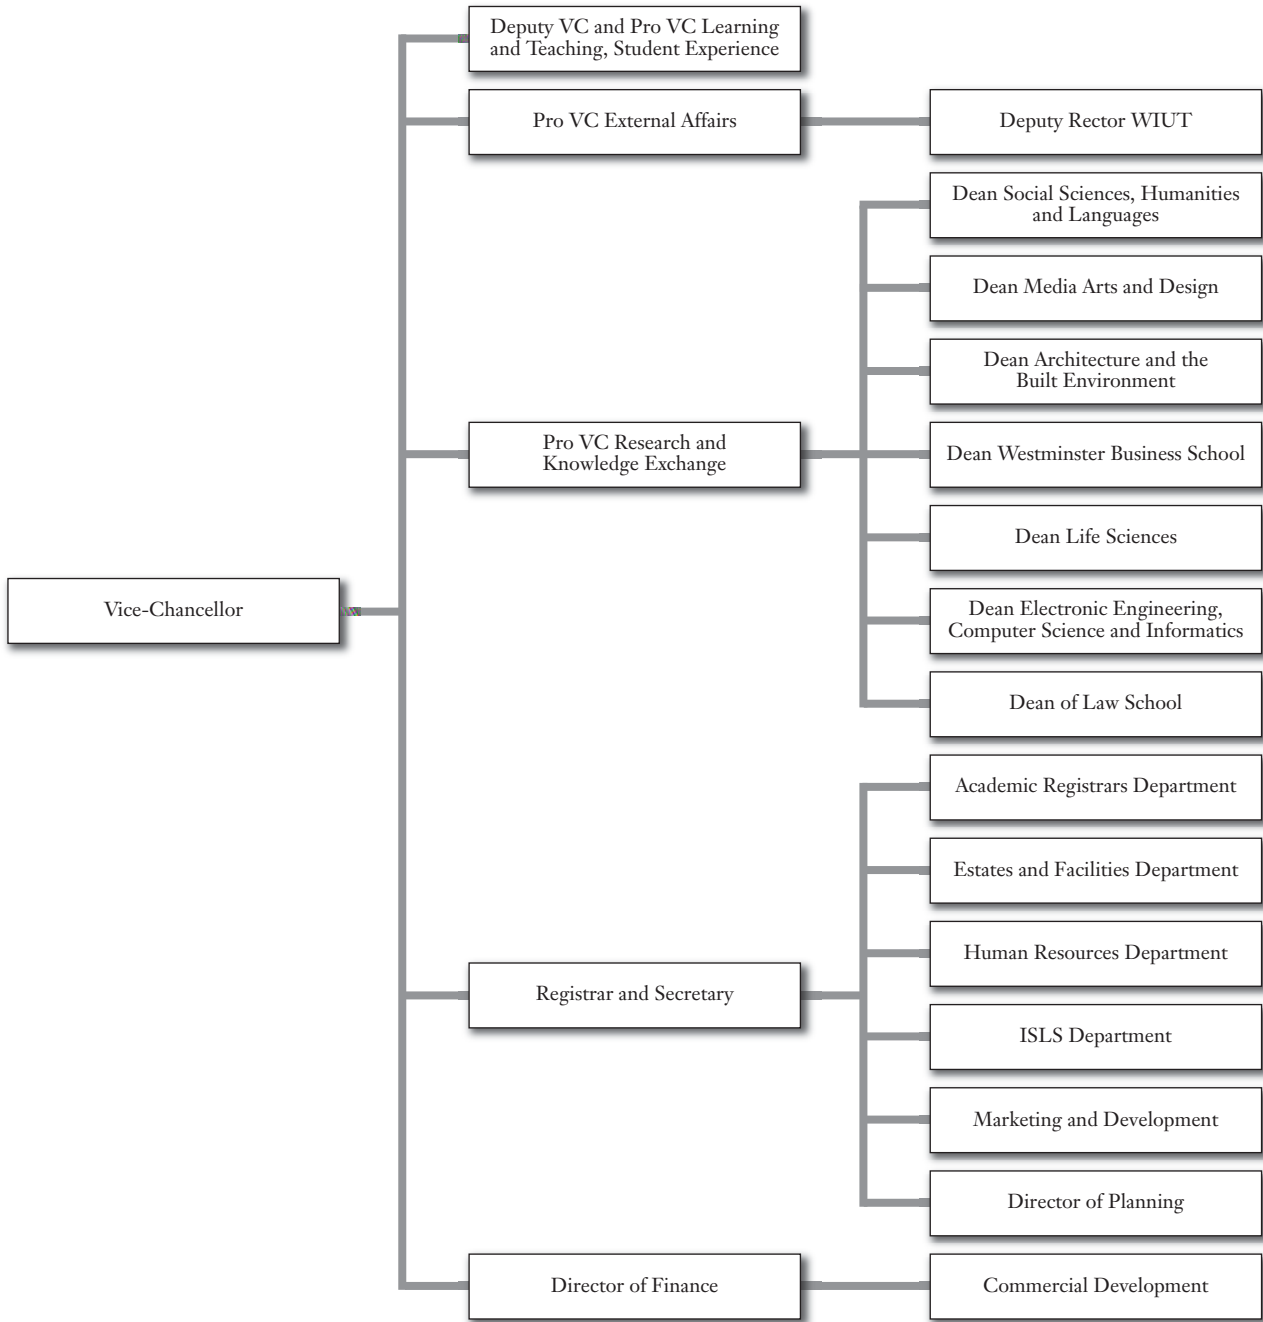 Deputy VC and Pro VC Learning
and Teaching, Student Experience
Pro VC External Affairs
Deputy Rector WIUT
Dean Social Sciences, Humanities
and Languages
Dean Media Arts and Design
Dean Architecture and the
Built Environment
Pro VC Research and
Knowledge Exchange
Dean Westminster Business School
Dean Life Sciences
Vice-Chancellor
Dean Electronic Engineering,
Computer Science and Informatics
Dean of Law School
Academic Registrars Department
Estates and Facilities Department
Human Resources Department
Registrar and Secretary
ISLS Department
Marketing and Development
Director of Planning
Director of Finance
Commercial Development